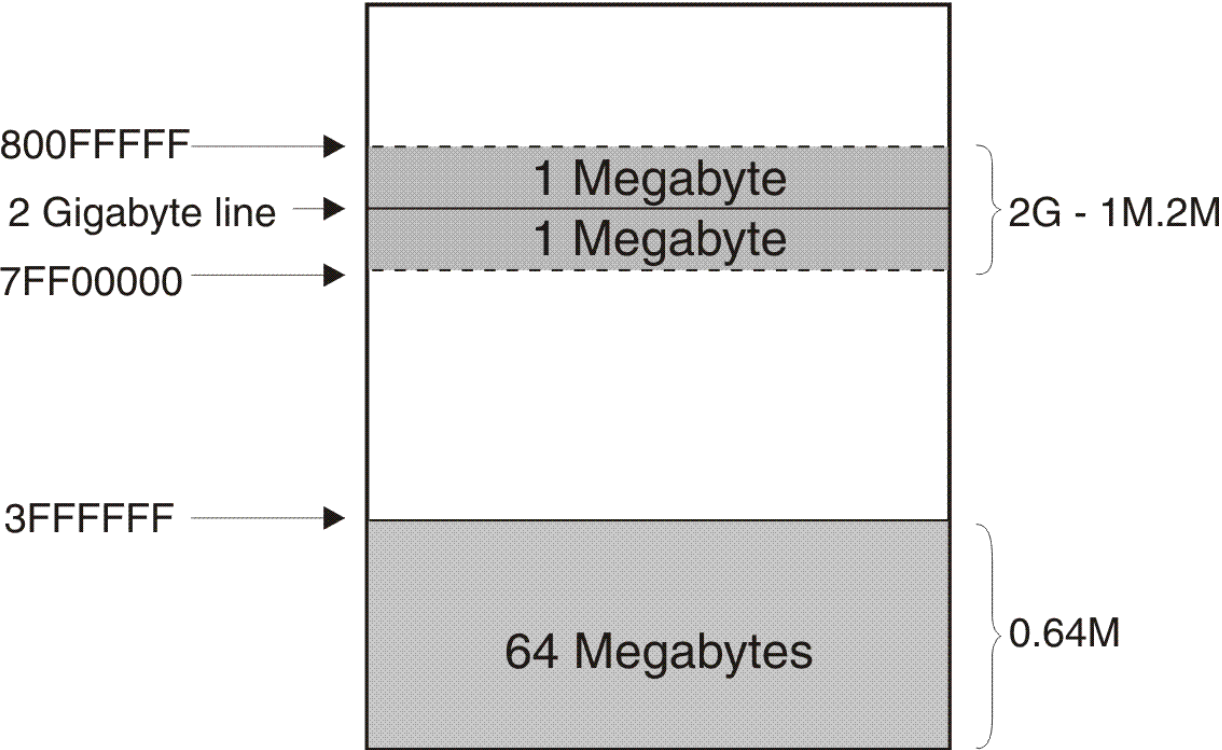 800FFFFF
1 Megabyte
2 Gigabyte line
2G - 1M.2M
1 Megabyte
7FF00000
3FFFFFF
0.64M
64 Megabytes